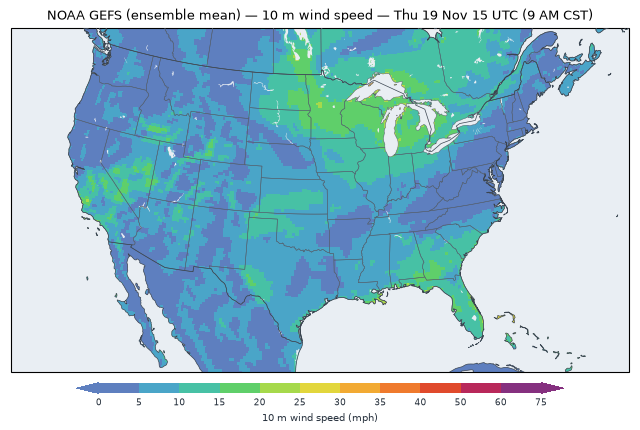 NOAA GEFS (ensemble mean) — 10 m wind speed — Thu 19 Nov 15 UTC (9 AM CST)
0 5 10 15 20 25 30 35 40 50 60 75
10 m wind speed (mph)